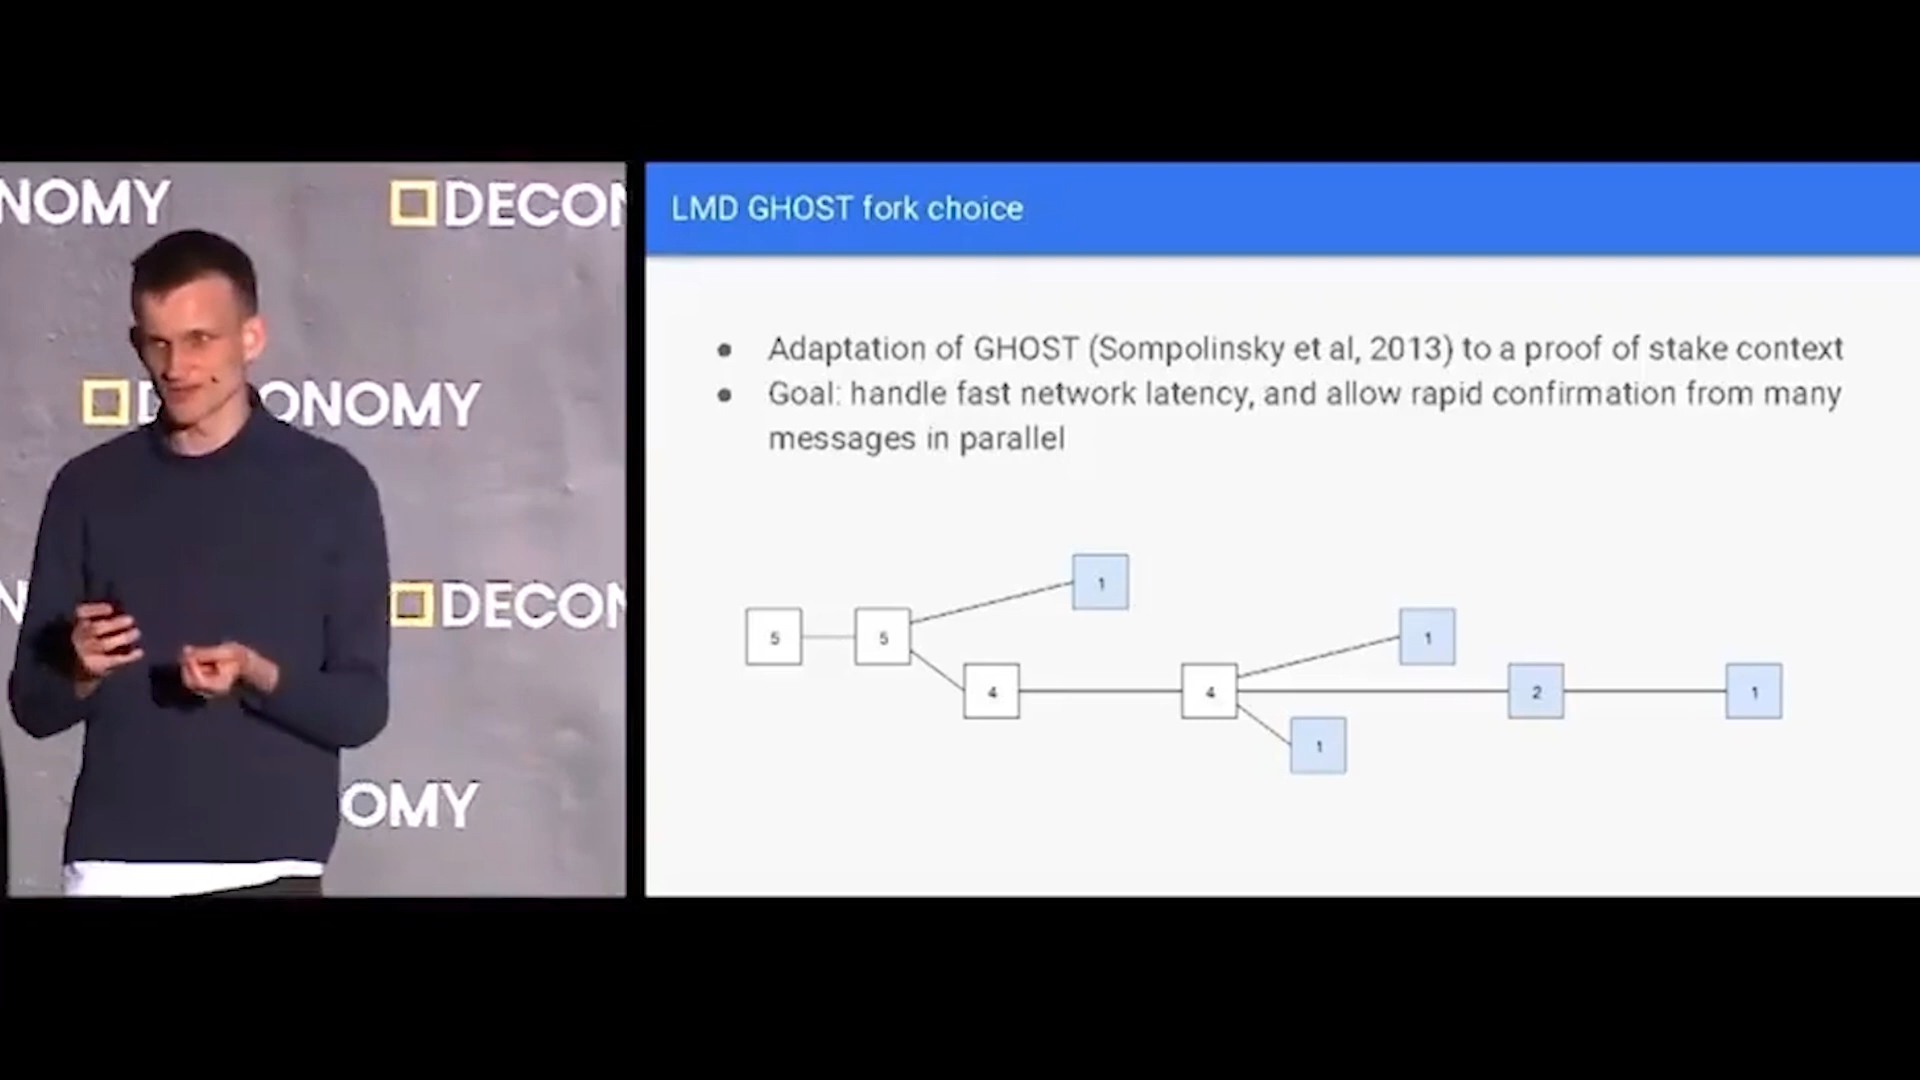 NOMY
DECON
DECONOMY
N
DECON
OMY
LMD GHOST fork choice
● Adaptation of GHOST (Sompolinsky et al, 2013) to a proof of stake context
● Goal: handle fast network latency, and allow rapid confirmation from many
messages in parallel
1
5 5 1
4 4 2 1
1